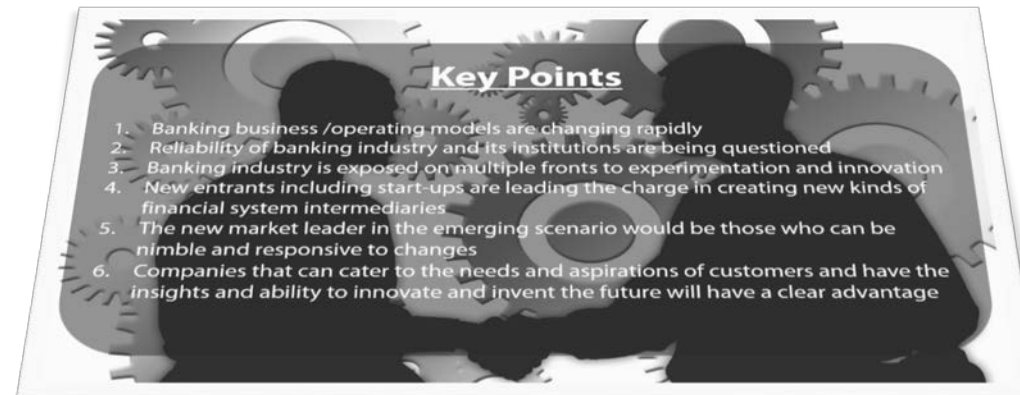 Key Points
1. Banking business /operating models are changing rapidly
2. Reliability of banking industry and its institutions are being questioned
3. Banking industry is exposed on multiple fronts to experimentation and innovation
4. New entrants including start-ups are leading the charge in creating new kinds of
financial system intermediaries
5. The new market leader in the emerging scenario would be those who can be
nimble and responsive to changes
6. Companies that can cater to the needs and aspirations of customers and have the
insights and ability to innovate and invent the future will have a clear advantage